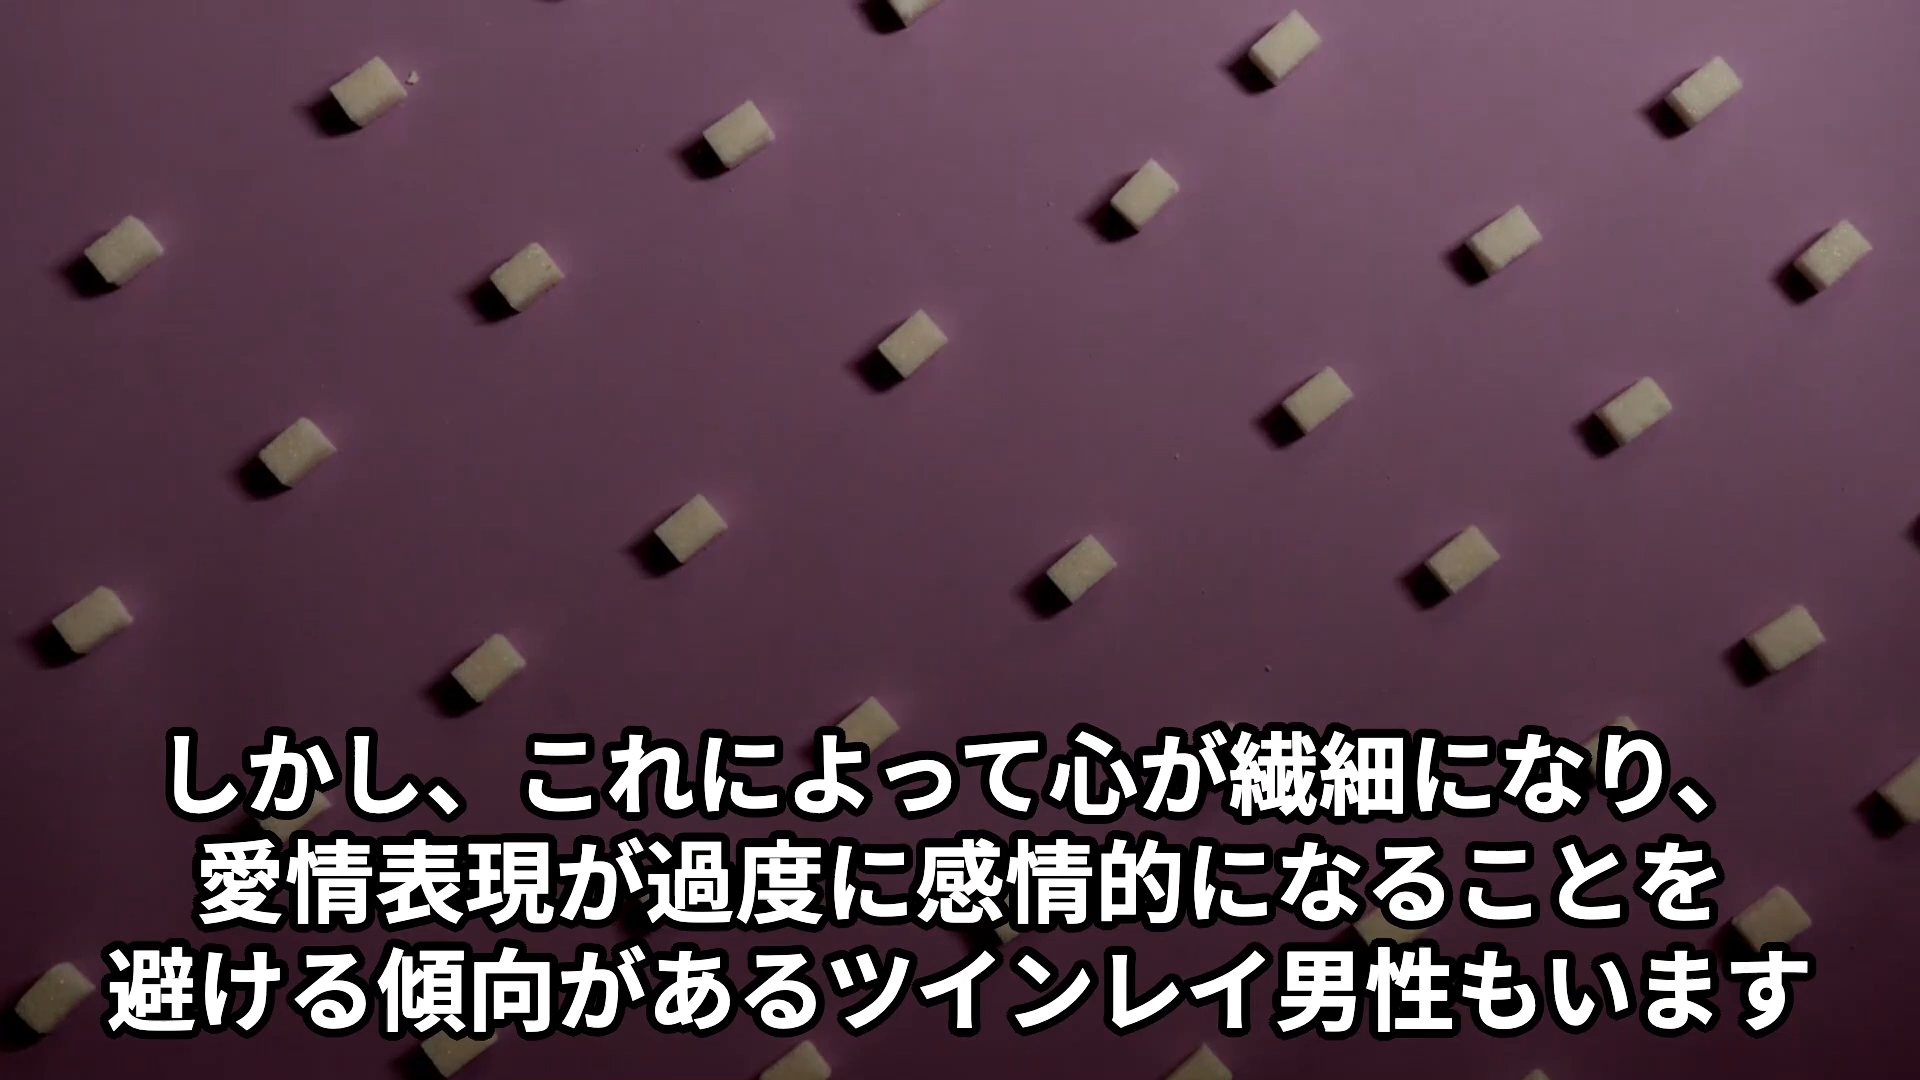 しかし、これによって心が繊細になり、
愛情表現が過度に感情的になることを
避ける傾向があるツインレイ男性もいます